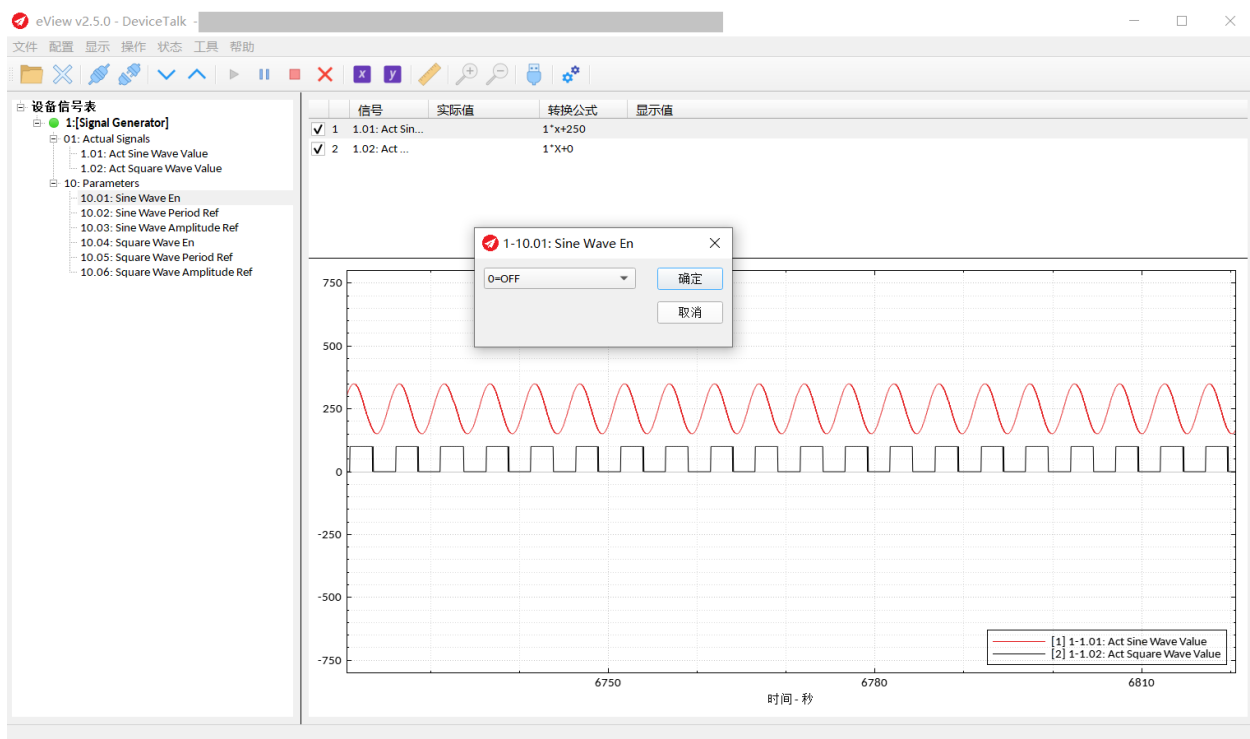 eView v2.5.0 - DeviceTalk -
文件 配置 显示 操作 状态 工具 帮助
x y
设备信号表
1:[Signal Generator]
01: Actual Signals
1.01: Act Sine Wave Value
1.02: Act Square Wave Value
10: Parameters
10.01: Sine Wave En
10.02: Sine Wave Period Ref
10.03: Sine Wave Amplitude Ref
10.04: Square Wave En
10.05: Square Wave Period Ref
10.06: Square Wave Amplitude Ref
信号 实际值 转换公式 显示值
1 1.01: Act Sin... 1*x+250
2 1.02: Act ... 1*X+0
1-10.01: Sine Wave En
0=OFF 确定
取消
750
500
250
0
-250
-500
-750
[1] 1-1.01: Act Sine Wave Value
[2] 1-1.02: Act Square Wave Value
6750 6780 6810
时间 - 秒